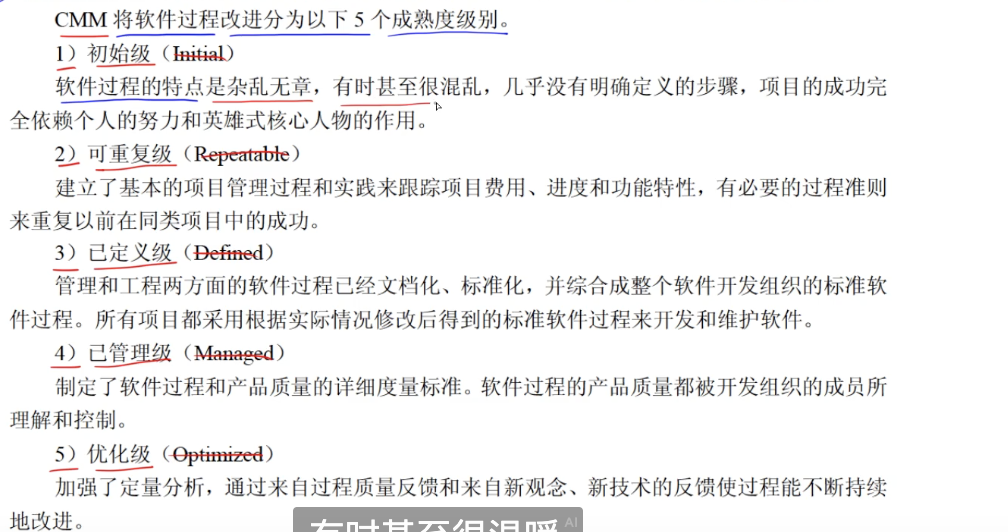 CMM 将软件过程改进分为以下 5 个成熟度级别。
1）初始级（Initial）
软件过程的特点是杂乱无章，有时甚至很混乱，几乎没有明确定义的步骤，项目的成功完
全依赖个人的努力和英雄式核心人物的作用。
2）可重复级（Repeatable）
建立了基本的项目管理过程和实践来跟踪项目费用、进度和功能特性，有必要的过程准则
来重复以前在同类项目中的成功。
3）已定义级（Defined）
管理和工程两方面的软件过程已经文档化、标准化，并综合成整个软件开发组织的标准软
件过程。所有项目都采用根据实际情况修改后得到的标准软件过程来开发和维护软件。
4）已管理级（Managed）
制定了软件过程和产品质量的详细度量标准。软件过程的产品质量都被开发组织的成员所
理解和控制。
5）优化级（Optimized）
加强了定量分析，通过来自过程质量反馈和来自新观念、新技术的反馈使过程能不断持续
地改进。
有时甚至很混 AI